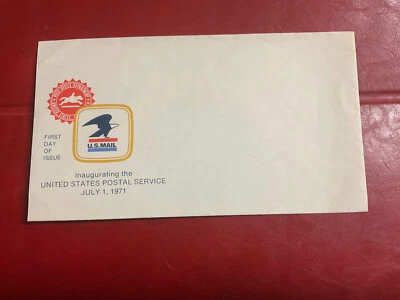 FIRST
DAY
OF
ISSUE
U.S. MAIL
Inaugurating the
UNITED STATES POSTAL SERVICE
JULY 1, 1971